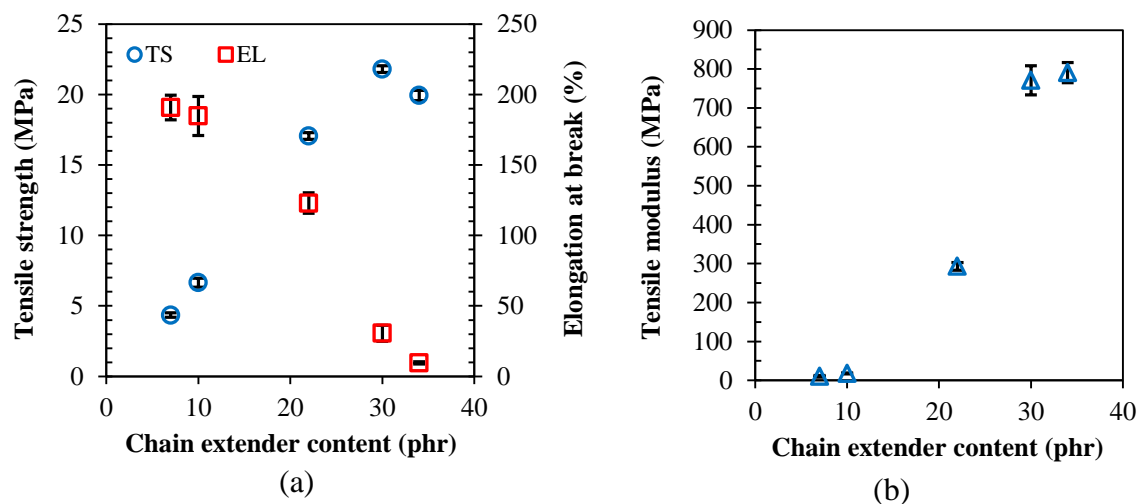 TS EL
Tensile strength (MPa)
25
20
15
10
5
0
Elongation at break (%)
250
200
150
100
50
0
0 10 20 30 40
Chain extender content (phr)
(a)
Tensile modulus (MPa)
900
800
700
600
500
400
300
200
100
0
0 10 20 30 40
Chain extender content (phr)
(b)